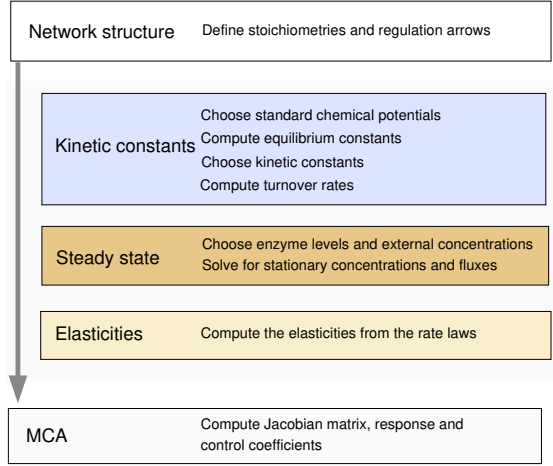 Network structure Define stoichiometries and regulation arrows
Choose standard chemical potentials
Compute equilibrium constants
Kinetic constants
Choose kinetic constants
Compute turnover rates
Choose enzyme levels and external concentrations
Steady state
Solve for stationary concentrations and fluxes
Elasticities Compute the elasticities from the rate laws
MCA
Compute Jacobian matrix, response and
control coefficients